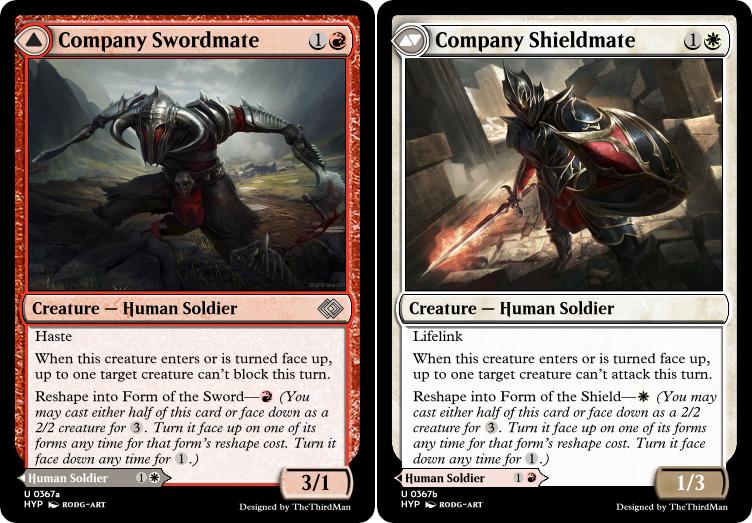 Company Swordmate 1
Creature — Human Soldier
Haste
When this creature enters or is turned face up,
up to one target creature can't block this turn.
Reshape into Form of the Sword— (You
may cast either half of this card or face down as a
2/2 creature for 3. Turn it face up on one of its
forms any time for that form's reshape cost. Turn it
face down any time for 1.)
Human Soldier 1
3/1
U 0367a
HYP RODG-ART
Designed by TheThirdMan
Company Shieldmate 1
Creature — Human Soldier
Lifelink
When this creature enters or is turned face up,
up to one target creature can't attack this turn.
Reshape into Form of the Shield— (You may
cast either half of this card or face down as a 2/2
creature for 3. Turn it face up on one of its
forms any time for that form's reshape cost. Turn
it face down any time for 1.)
Human Soldier 1
1/3
U 0367b
HYP RODG-ART
Designed by TheThirdMan